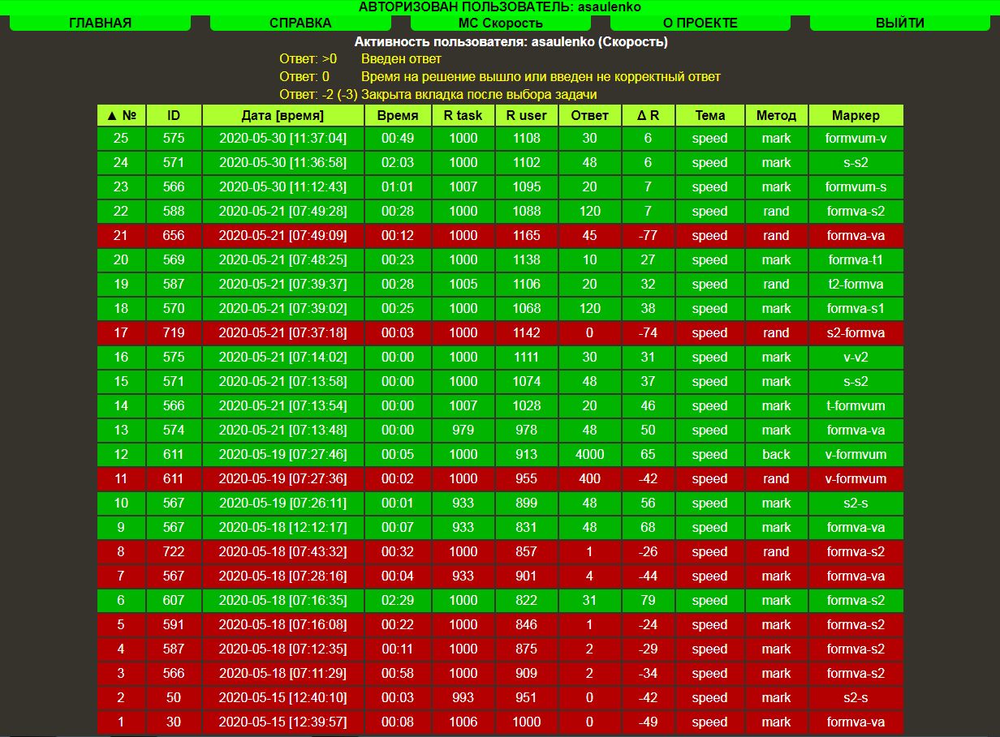 АВТОРИЗОВАН ПОЛЬЗОВАТЕЛЬ: asaulenko
ГЛАВНАЯ СПРАВКА МС Скорость О ПРОЕКТЕ ВЫЙТИ
Активность пользователя: asaulenko (Скорость)
Ответ: >0 Введен ответ
Ответ: 0 Время на решение вышло или введен не корректный ответ
Ответ: -2 (-3) Закрыта вкладка после выбора задачи
▲ № ID Дата [время] Время R task R user Ответ Δ R Тема Метод Маркер
25 575 2020-05-30 [11:37:04] 00:49 1000 1108 30 6 speed mark formvum-v
24 571 2020-05-30 [11:36:58] 02:03 1000 1102 48 6 speed mark s-s2
23 566 2020-05-30 [11:12:43] 01:01 1007 1095 20 7 speed mark formvum-s
22 588 2020-05-21 [07:49:28] 00:28 1000 1088 120 7 speed rand formva-s2
21 656 2020-05-21 [07:49:09] 00:12 1000 1165 45 -77 speed rand formva-va
20 569 2020-05-21 [07:48:25] 00:23 1000 1138 10 27 speed mark formva-t1
19 587 2020-05-21 [07:39:37] 00:28 1005 1106 20 32 speed rand t2-formva
18 570 2020-05-21 [07:39:02] 00:25 1000 1068 120 38 speed mark formva-s1
17 719 2020-05-21 [07:37:18] 00:03 1000 1142 0 -74 speed rand s2-formva
16 575 2020-05-21 [07:14:02] 00:00 1000 1111 30 31 speed mark v-v2
15 571 2020-05-21 [07:13:58] 00:00 1000 1074 48 37 speed mark s-s2
14 566 2020-05-21 [07:13:54] 00:00 1007 1028 20 46 speed mark t-formvum
13 574 2020-05-21 [07:13:48] 00:00 979 978 48 50 speed mark formva-va
12 611 2020-05-19 [07:27:46] 00:05 1000 913 4000 65 speed back v-formvum
11 611 2020-05-19 [07:27:36] 00:02 1000 955 400 -42 speed rand v-formvum
10 567 2020-05-19 [07:26:11] 00:01 933 899 48 56 speed mark s2-s
9 567 2020-05-18 [12:12:17] 00:07 933 831 48 68 speed mark formva-va
8 722 2020-05-18 [07:43:32] 00:32 1000 857 1 -26 speed rand formva-s2
7 567 2020-05-18 [07:28:16] 00:04 933 901 4 -44 speed mark formva-va
6 607 2020-05-18 [07:16:35] 02:29 1000 822 31 79 speed mark formva-s2
5 591 2020-05-18 [07:16:08] 00:22 1000 846 1 -24 speed mark formva-s2
4 587 2020-05-18 [07:12:35] 00:11 1000 875 2 -29 speed mark formva-s2
3 566 2020-05-18 [07:11:29] 00:58 1000 909 2 -34 speed mark formva-s2
2 50 2020-05-15 [12:40:10] 00:03 993 951 0 -42 speed mark s2-s
1 30 2020-05-15 [12:39:57] 00:08 1006 1000 0 -49 speed mark formva-va